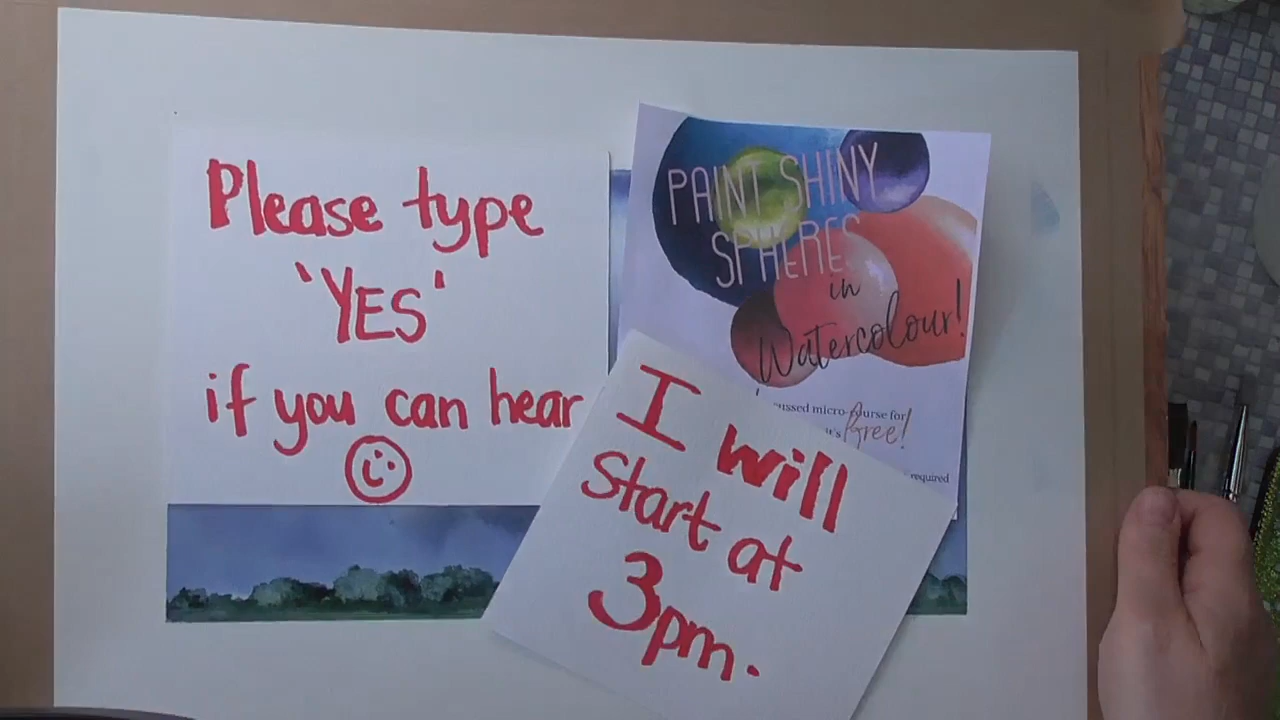 Please type
'YES'
if you can hear
PAINT SHINY
SPHERES
in
Watercolour!
micro-course for
it's Free!
required
I will
Start at
3pm.